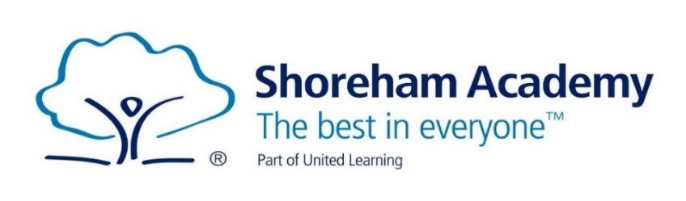 Shoreham Academy
The best in everyone™
Part of United Learning
®